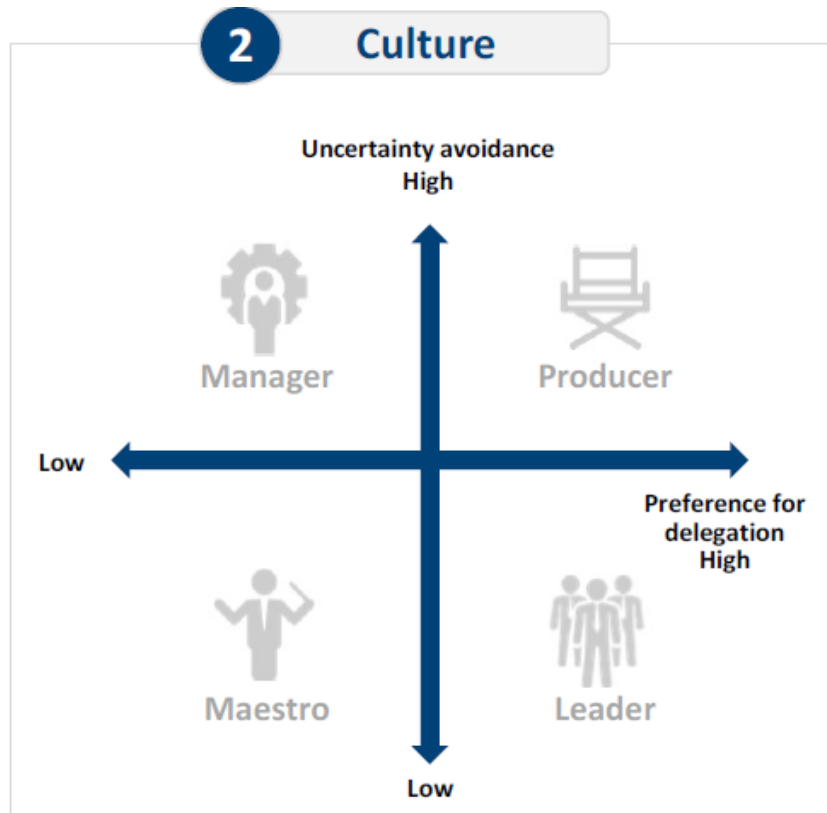 2
Culture
Uncertainty avoidance
High
Manager
Producer
Low
Preference for
delegation
High
Maestro
Leader
Low